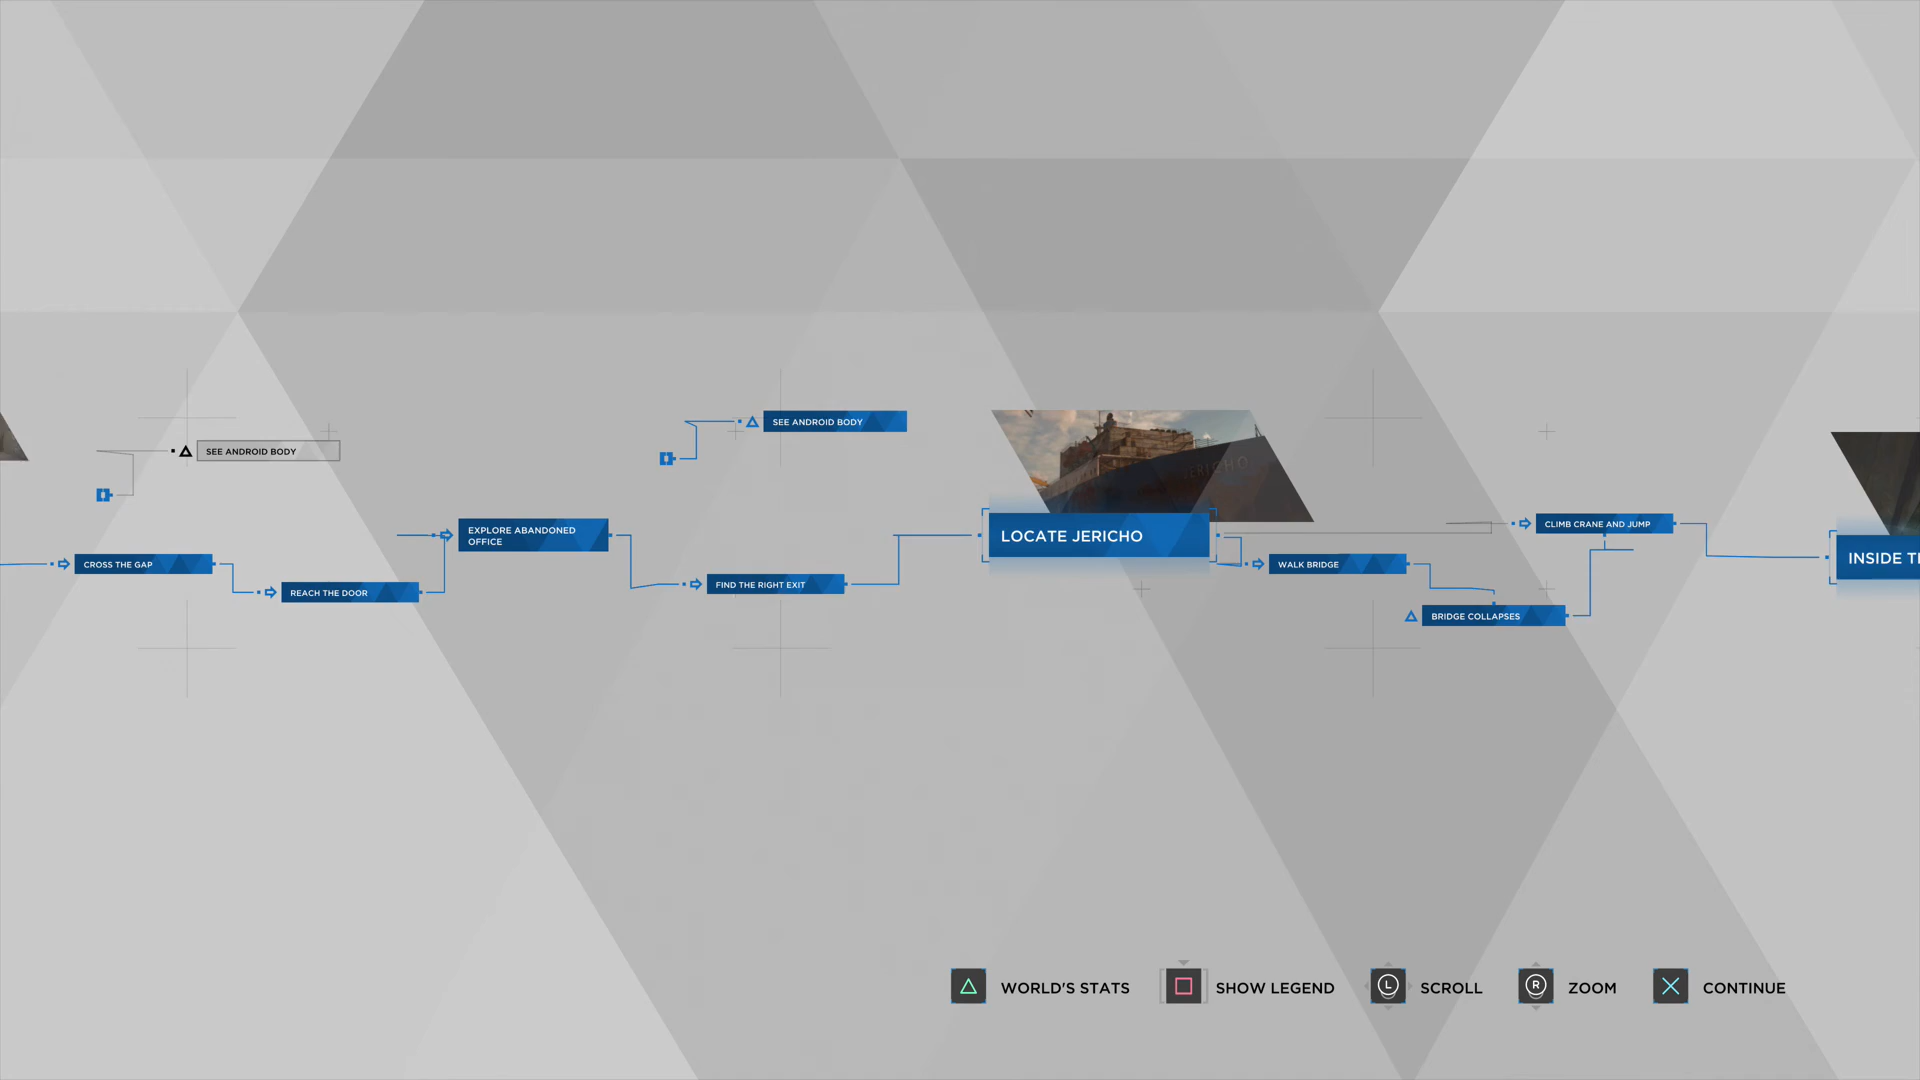 SEE ANDROID BODY
CROSS THE GAP
REACH THE DOOR
EXPLORE ABANDONED
OFFICE
SEE ANDROID BODY
FIND THE RIGHT EXIT
JERICHO
LOCATE JERICHO
WALK BRIDGE
BRIDGE COLLAPSES
CLIMB CRANE AND JUMP
INSIDE
WORLD'S STATS
SHOW LEGEND
L
SCROLL
R
ZOOM
CONTINUE